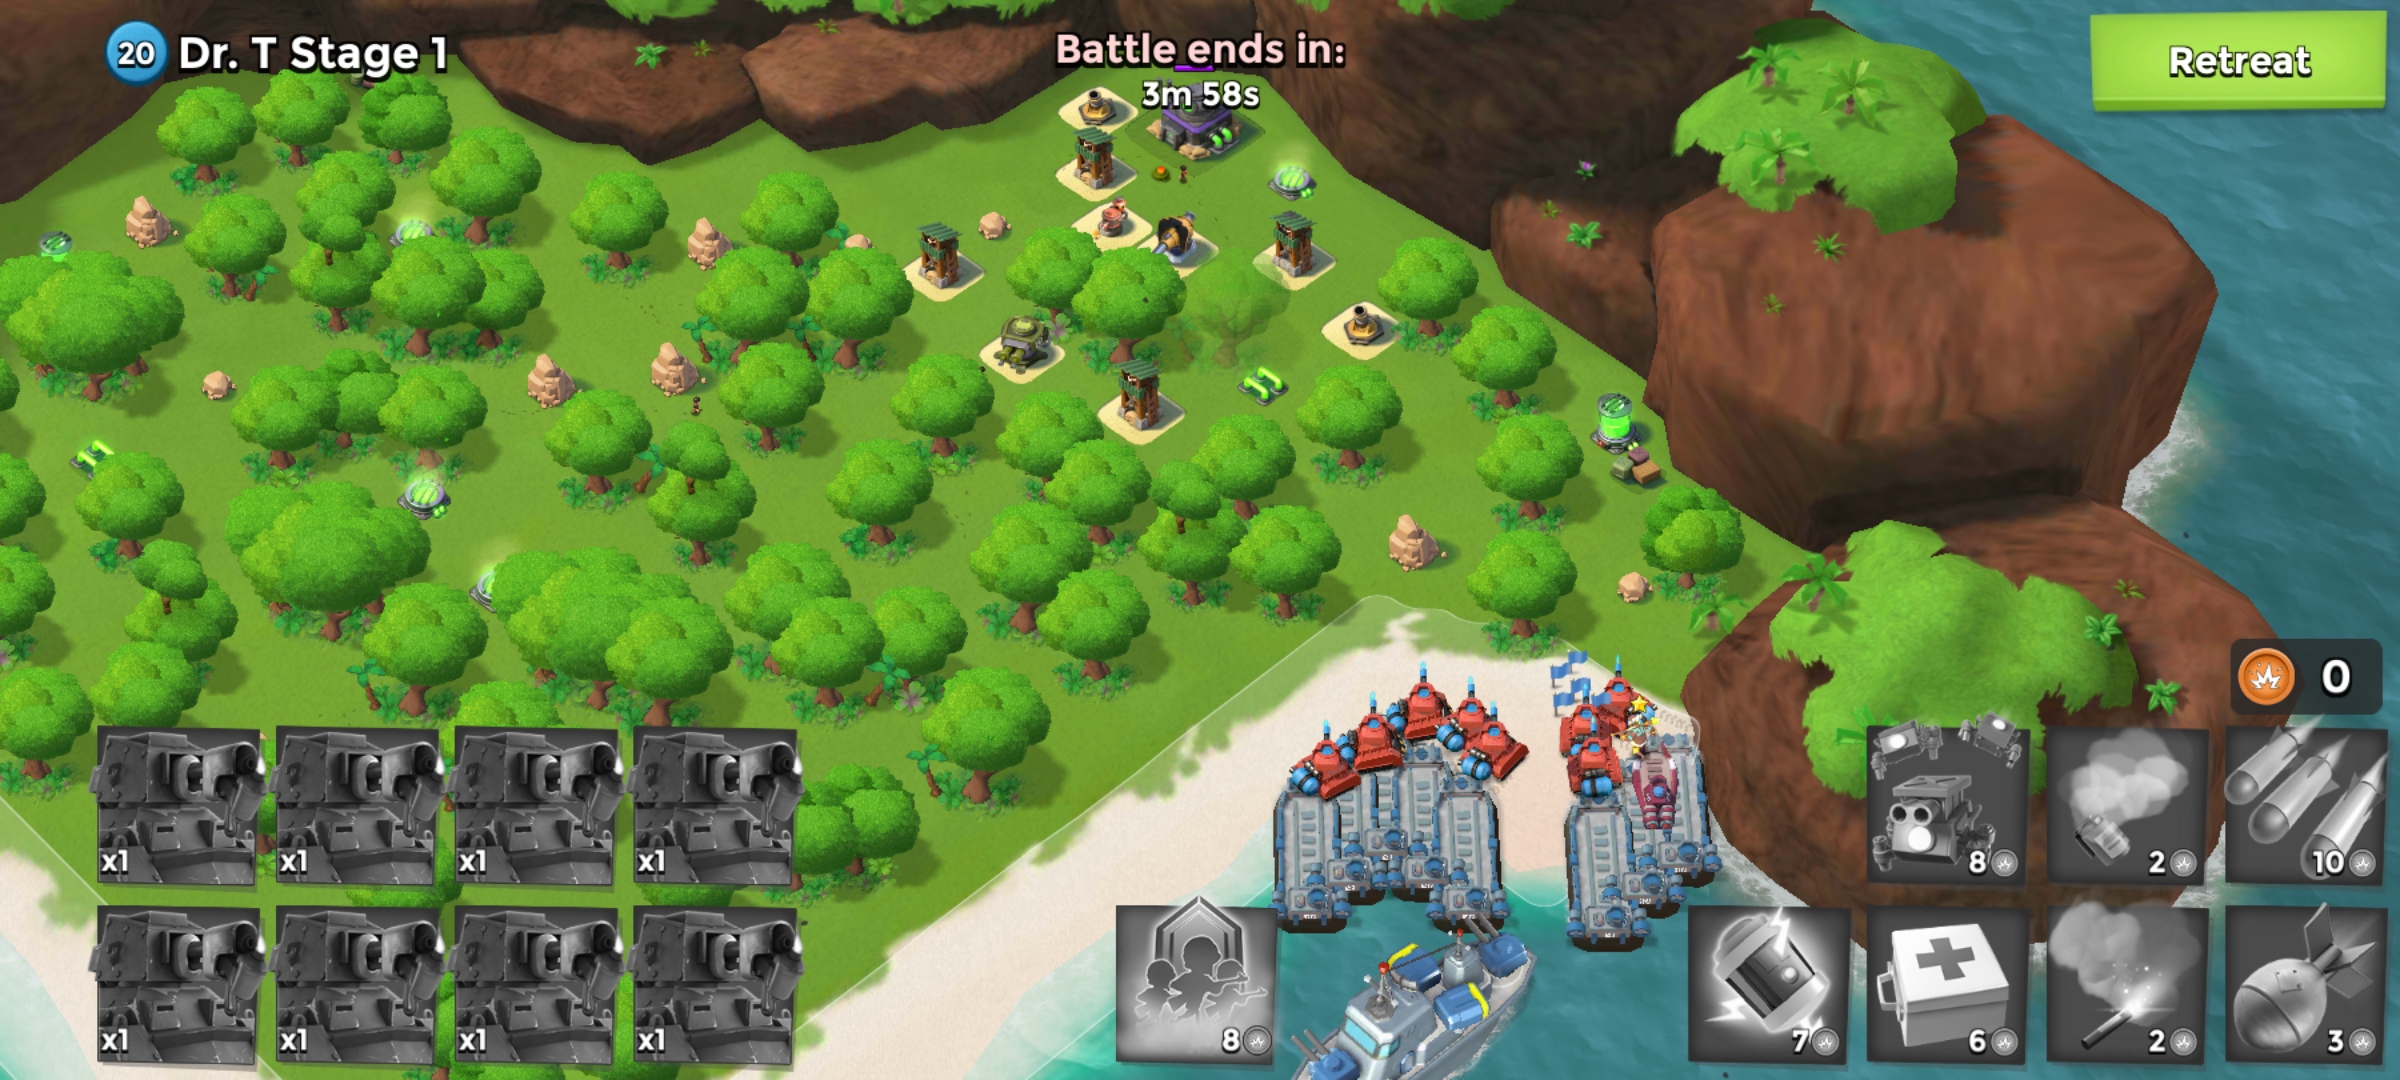 20 Dr. T Stage 1
Battle ends in:
3m 58s
Retreat
0
x1 x1 x1 x1
8 2 10
x1 x1 x1 x1
8 7 6 2 3